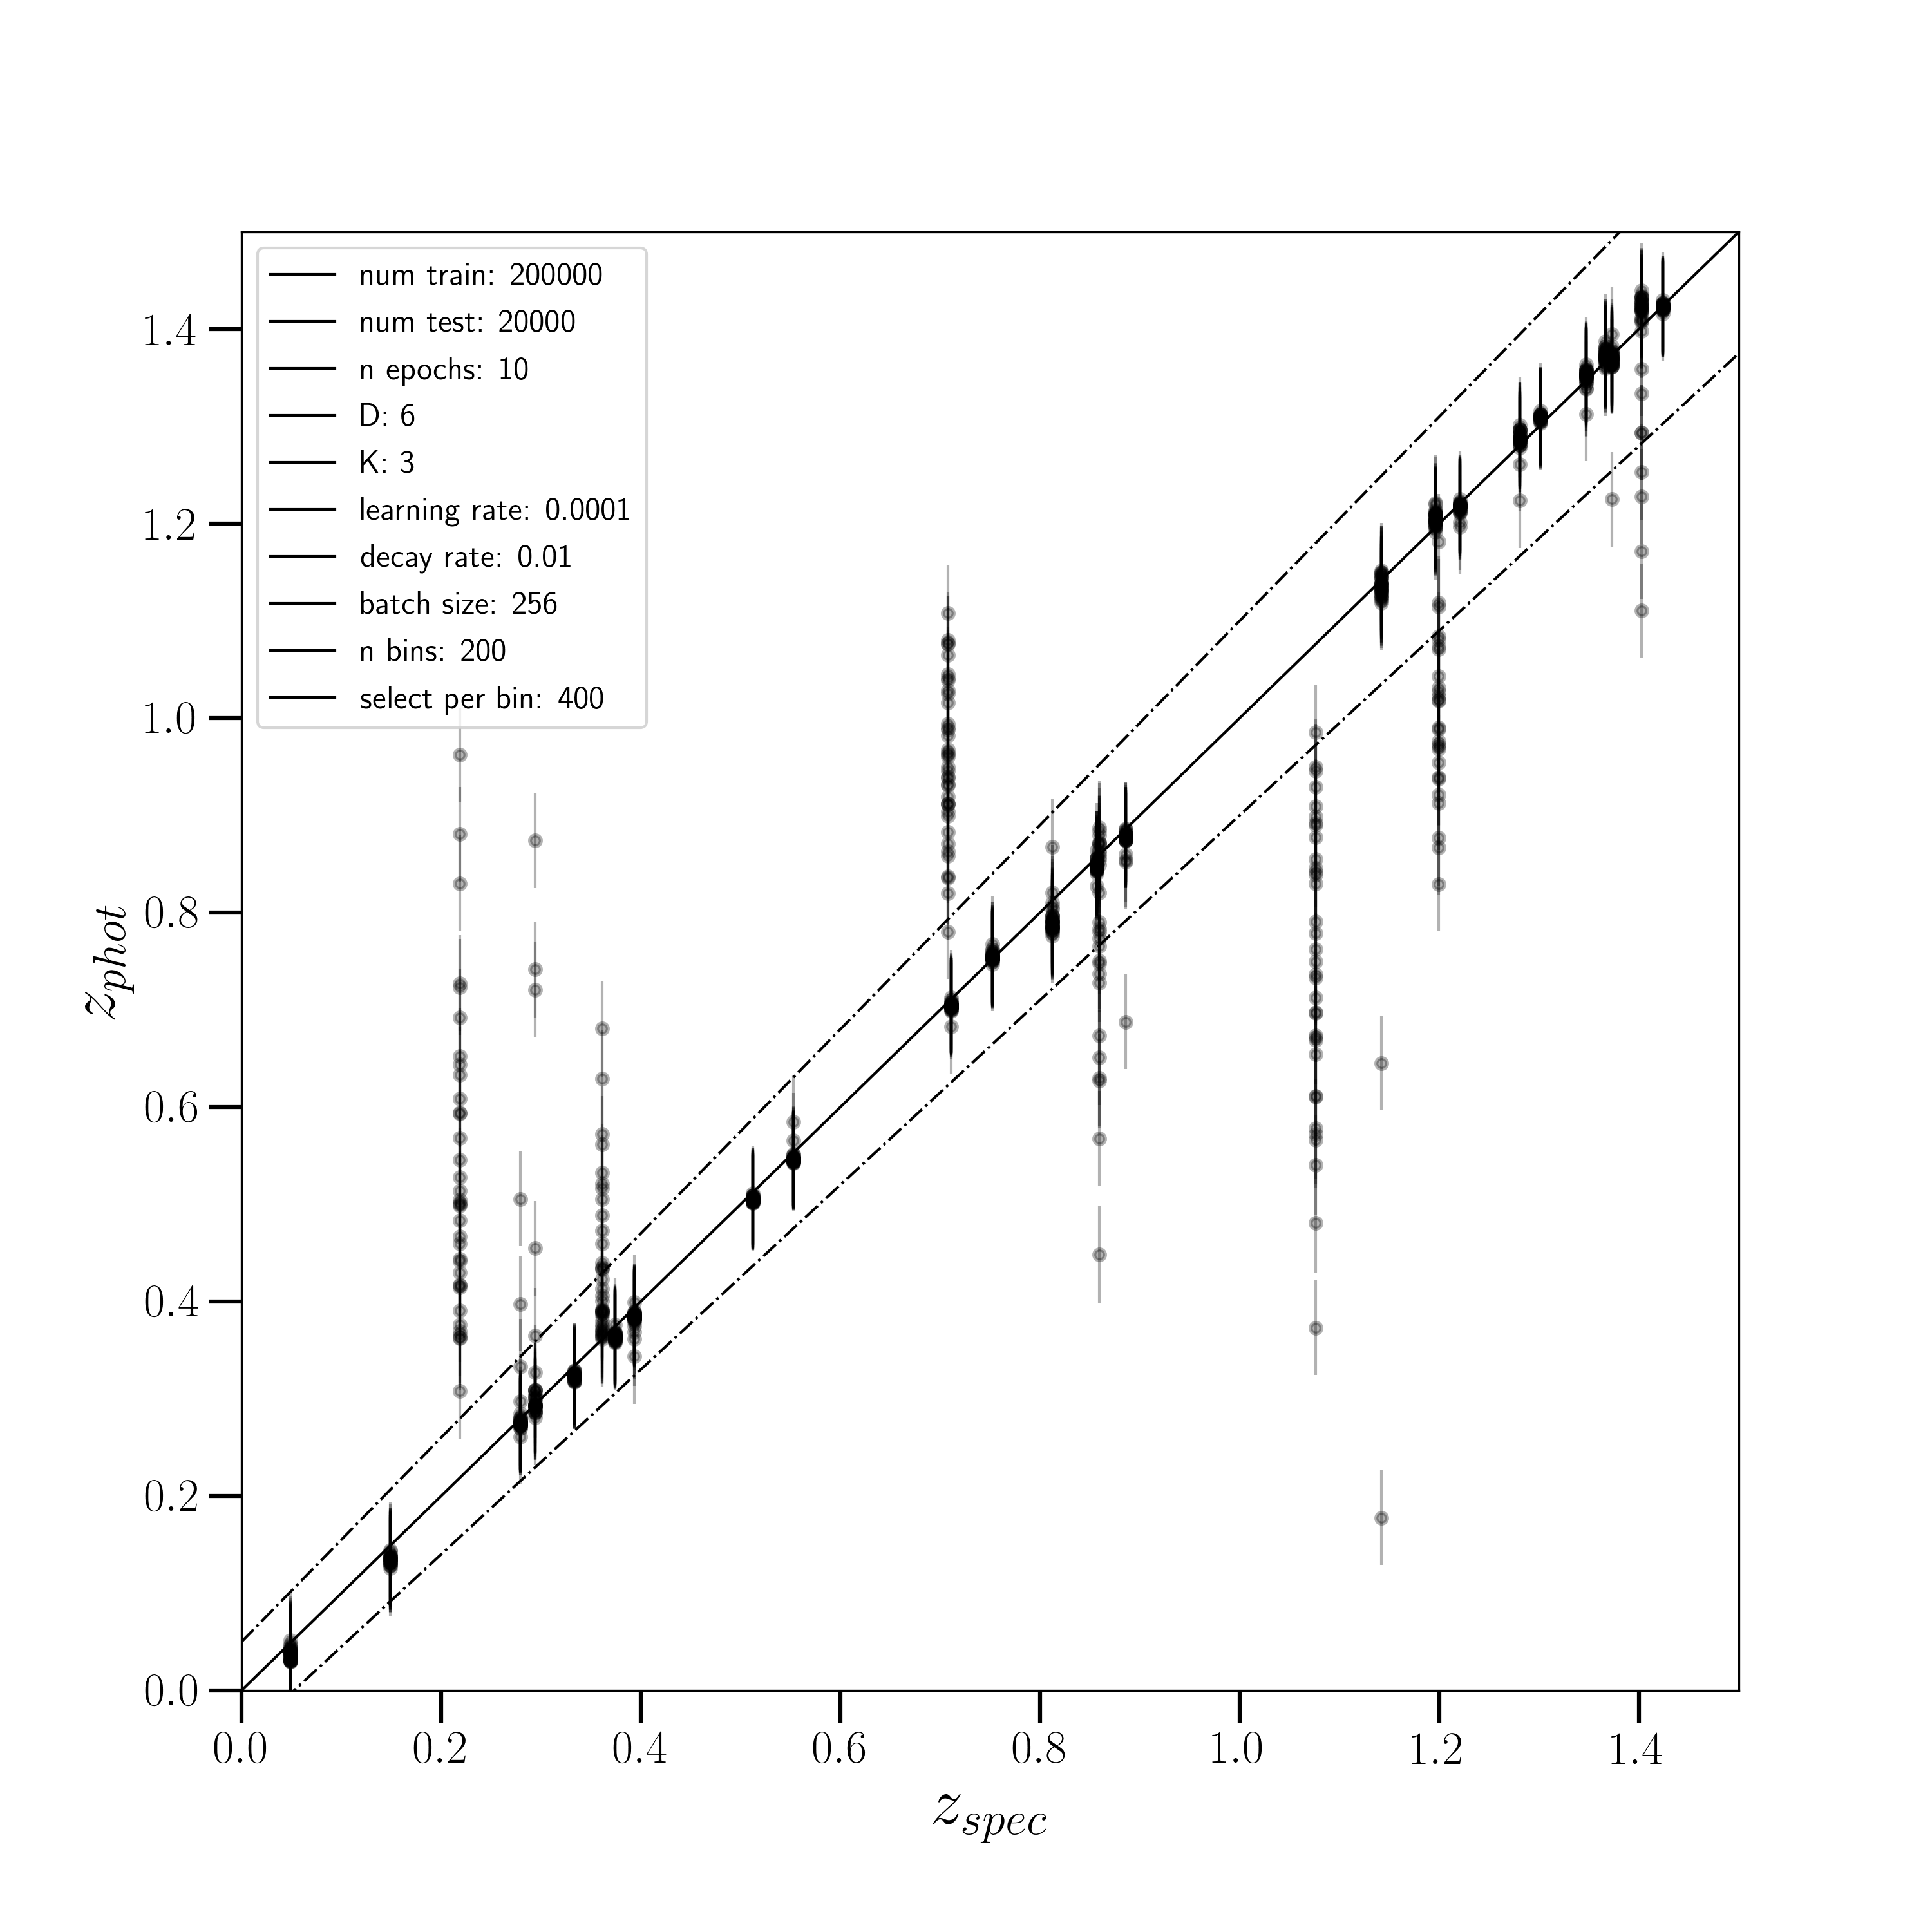 num train: 200000
num test: 20000
n epochs: 10
D: 6
K: 3
learning rate: 0.0001
decay rate: 0.01
batch size: 256
n bins: 200
select per bin: 400
1.4
1.2
1.0
0.8
0.6
0.4
0.2
0.0
z_phot
0.0 0.2 0.4 0.6 0.8 1.0 1.2 1.4
z_spec